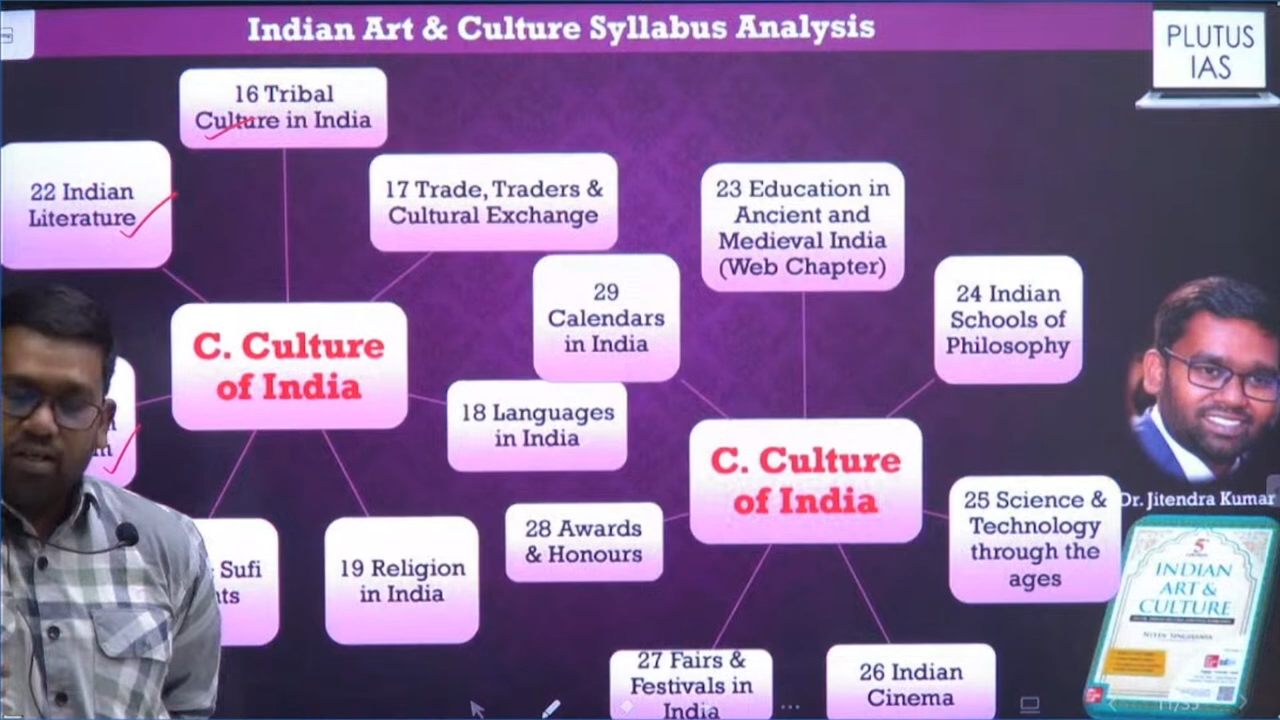 Indian Art & Culture Syllabus Analysis
PLUTUS
IAS
16 Tribal
Culture in India
22 Indian
Literature
17 Trade, Traders &
Cultural Exchange
23 Education in
Ancient and
Medieval India
(Web Chapter)
29
Calendars
in India
24 Indian
Schools of
Philosophy
C. Culture
of India
18 Languages
in India
C. Culture
of India
28 Awards
& Honours
25 Science &
Technology
through the
ages
Dr. Jitendra Kumar
Sufi
19 Religion
in India
27 Fairs &
Festivals in
India
26 Indian
Cinema
5
INDIAN
ART &
CULTURE
NITIN SINGHANIA